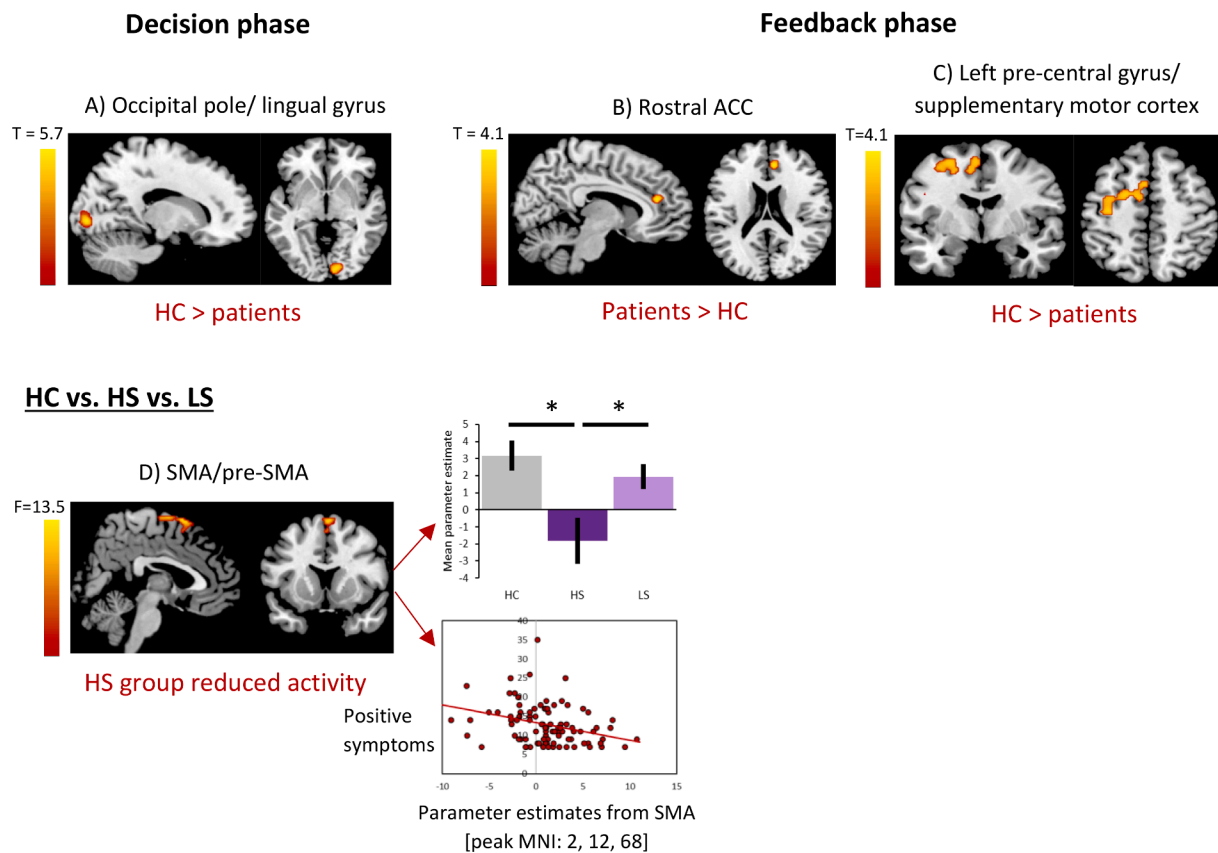 Decision phase
Feedback phase
A) Occipital pole/ lingual gyrus
T = 5.7
HC > patients
B) Rostral ACC
T = 4.1
Patients > HC
C) Left pre-central gyrus/
supplementary motor cortex
T=4.1
HC > patients
HC vs. HS vs. LS
D) SMA/pre-SMA
F=13.5
HS group reduced activity
* *
Mean parameter estimate
5
4
3
2
1
0
-1
-2
-3
-4
HC HS LS
Positive
symptoms
40
35
30
25
20
15
10
5
0
-10 -5 0 5 10 15
Parameter estimates from SMA
[peak MNI: 2, 12, 68]